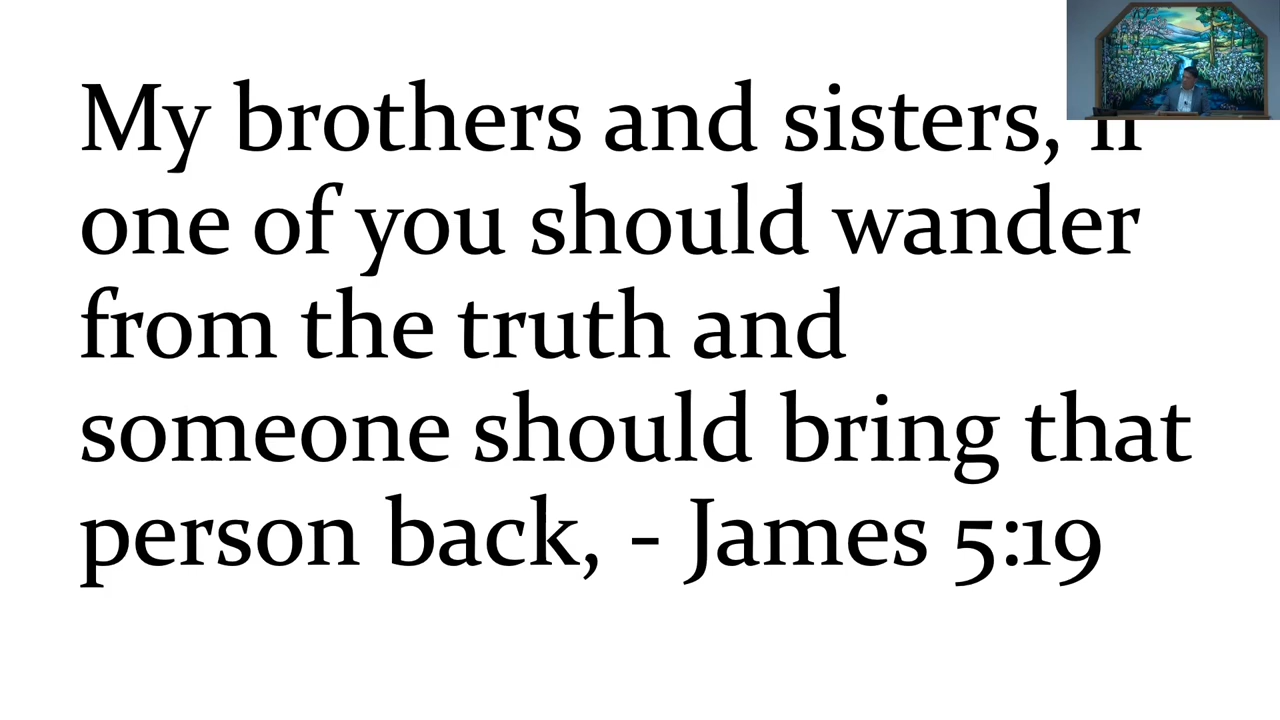 My brothers and sisters, if
one of you should wander
from the truth and
someone should bring that
person back, - James 5:19